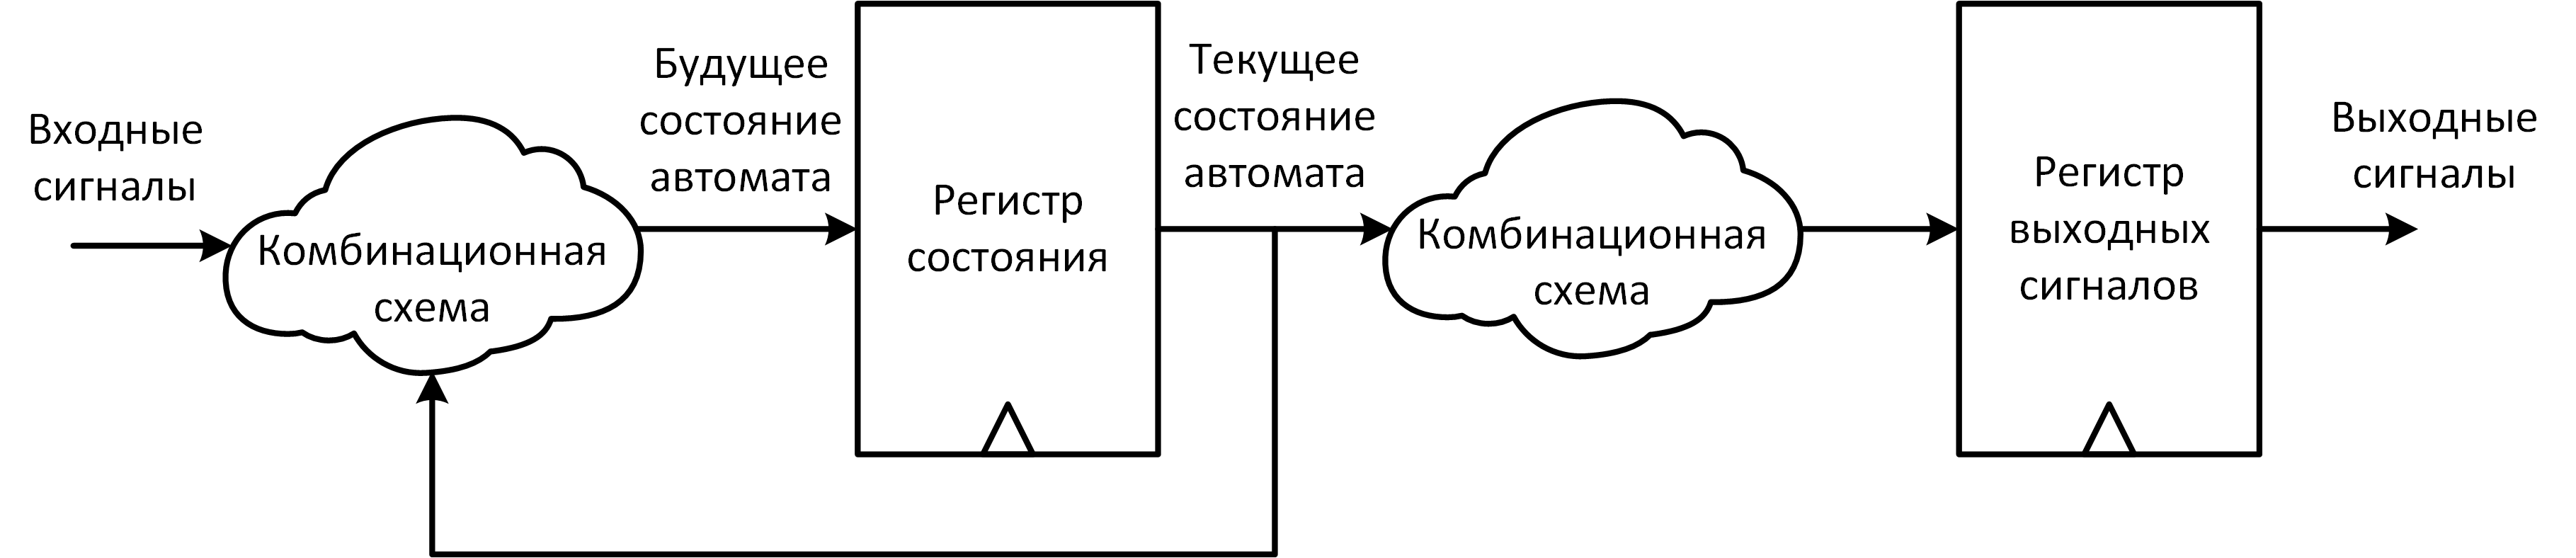 Входные
сигналы
Комбинационная
схема
Будущее
состояние
автомата
Регистр
состояния
Текущее
состояние
автомата
Комбинационная
схема
Регистр
выходных
сигналов
Выходные
сигналы